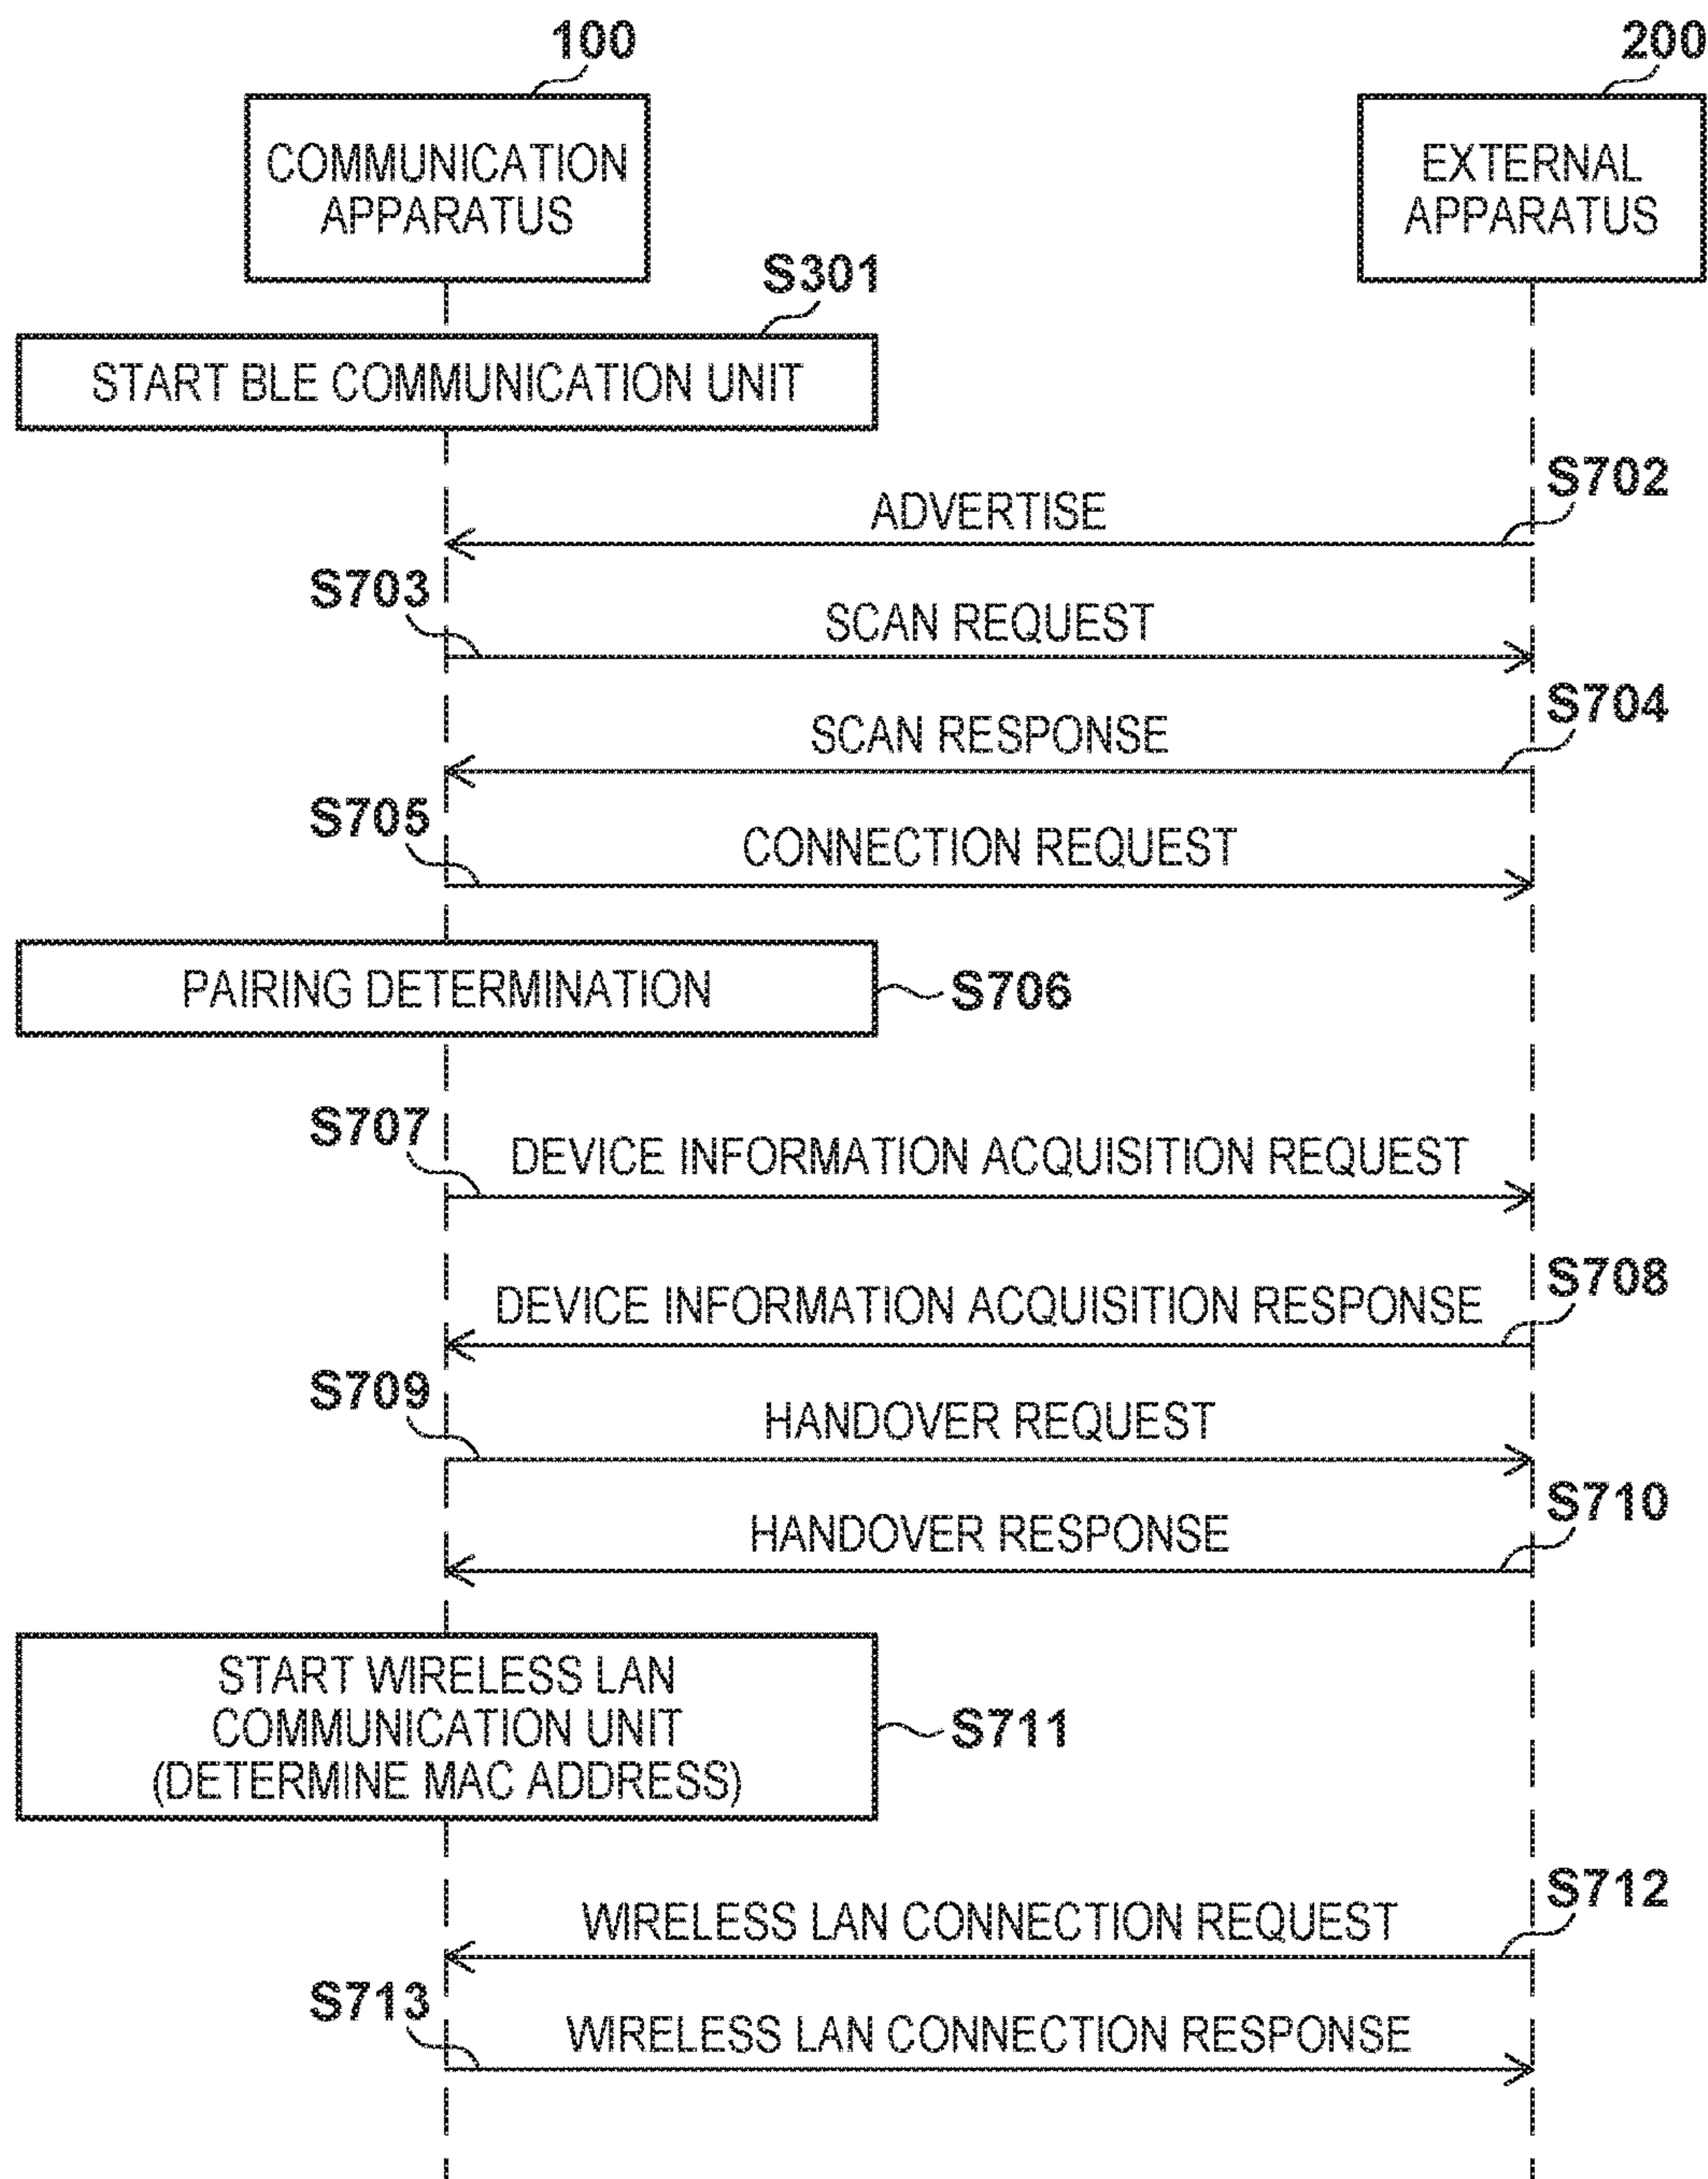 100
200
COMMUNICATION
APPARATUS
EXTERNAL
APPARATUS
S301
START BLE COMMUNICATION UNIT
S702
ADVERTISE
S703
SCAN REQUEST
S704
SCAN RESPONSE
S705
CONNECTION REQUEST
PAIRING DETERMINATION
S706
S707
DEVICE INFORMATION ACQUISITION REQUEST
S708
DEVICE INFORMATION ACQUISITION RESPONSE
S709
HANDOVER REQUEST
S710
HANDOVER RESPONSE
START WIRELESS LAN
COMMUNICATION UNIT
(DETERMINE MAC ADDRESS)
S711
S712
WIRELESS LAN CONNECTION REQUEST
S713
WIRELESS LAN CONNECTION RESPONSE